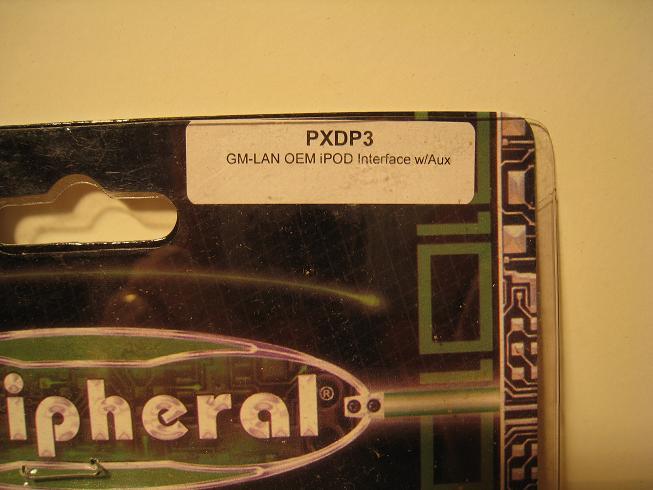 PXDP3
GM-LAN OEM iPOD Interface w/Aux
ipheral®